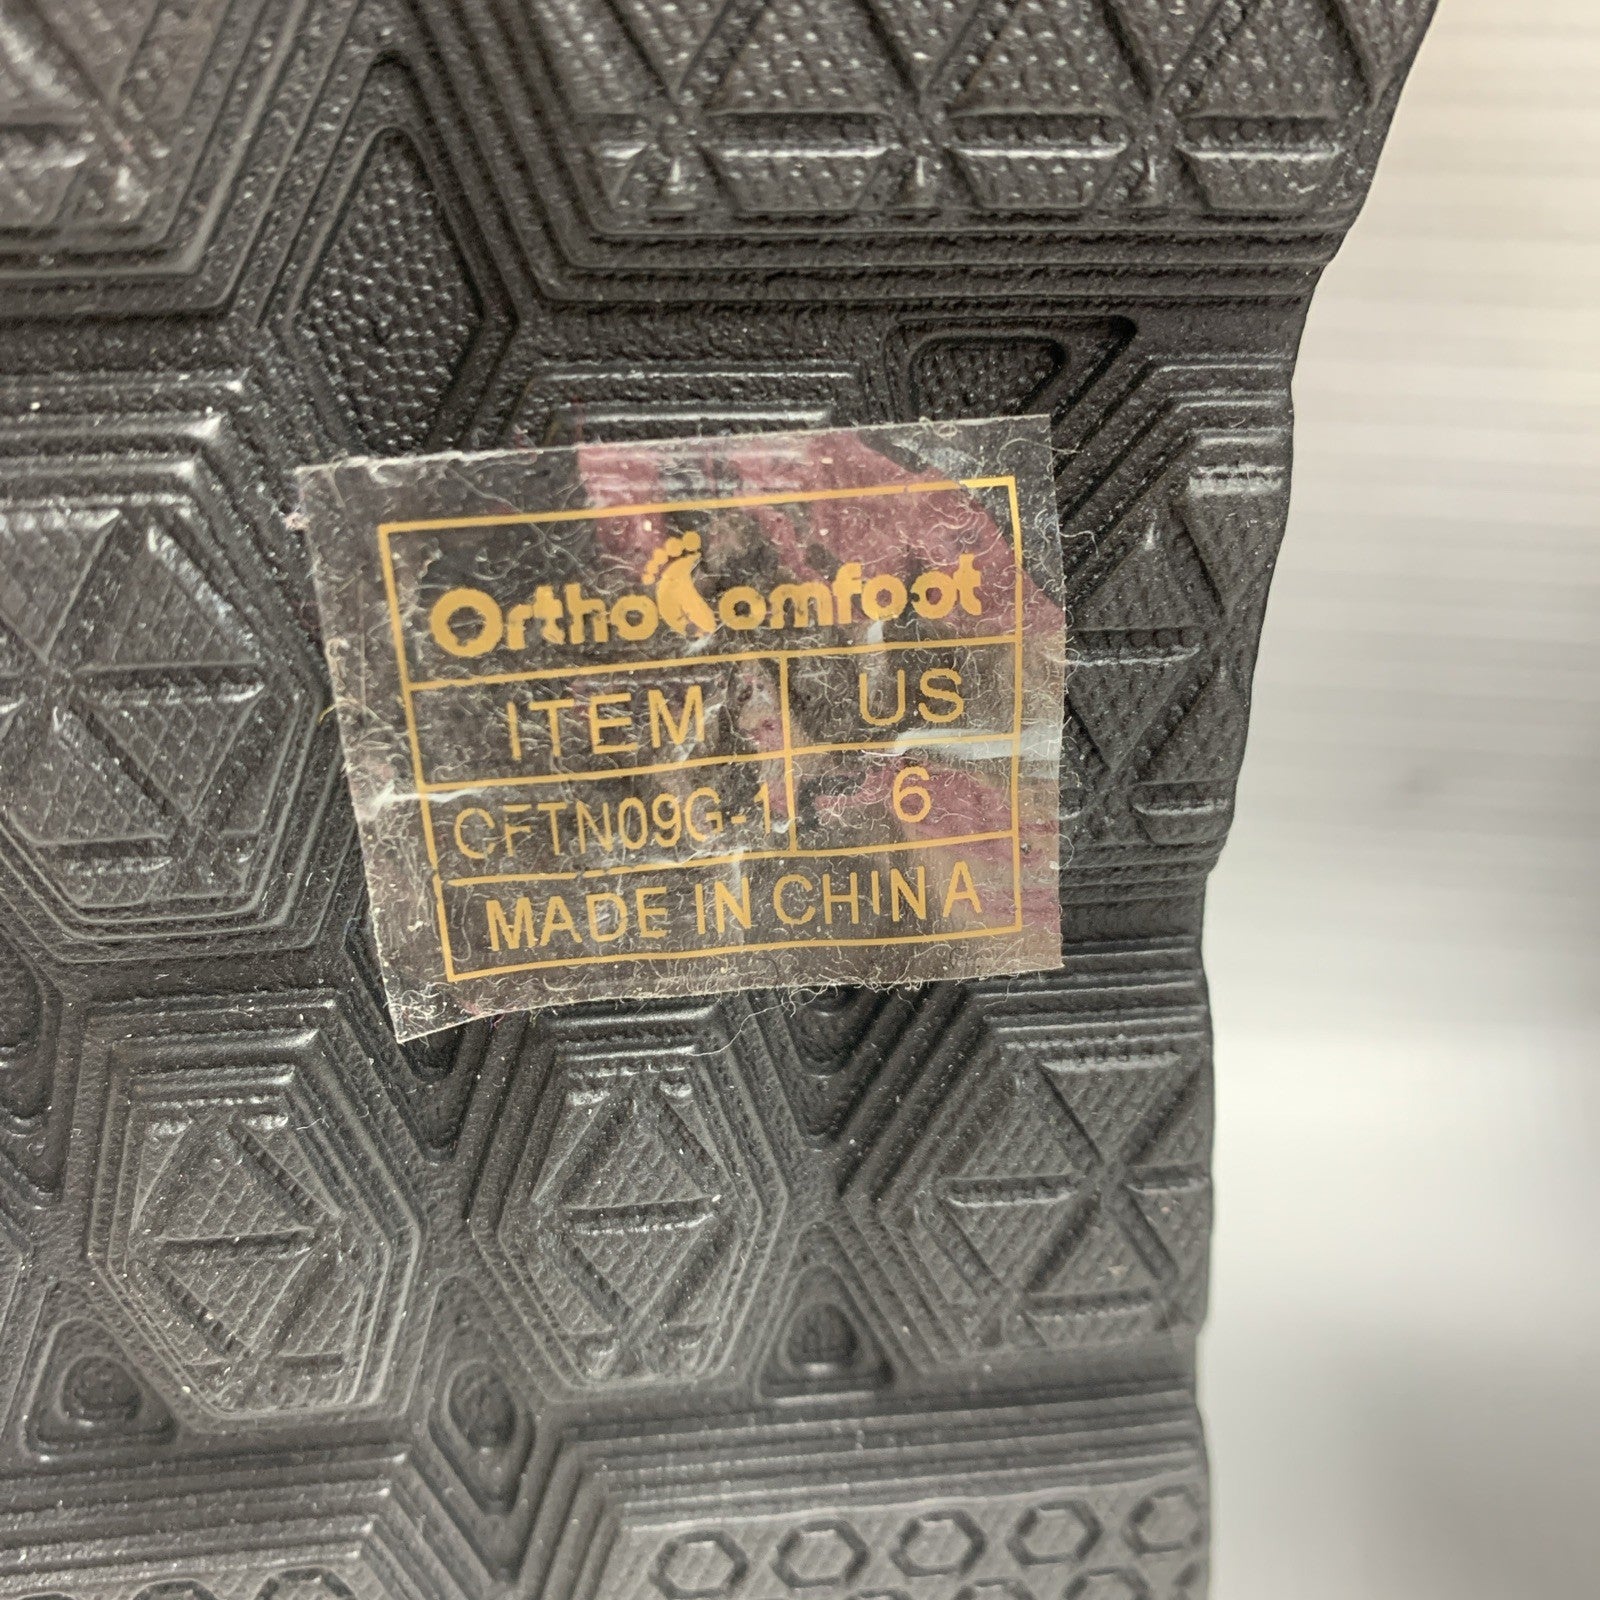 OrthoComfoot
ITEM US
CFTN09G-1 6
MADE IN CHINA